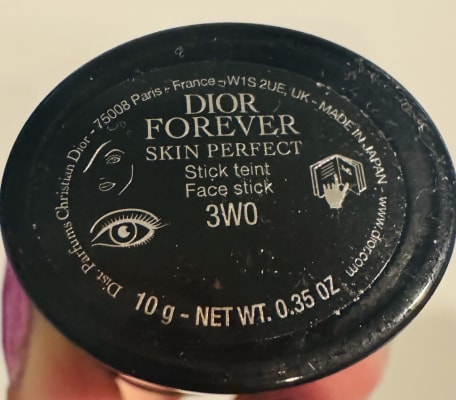 Dist. Parfums Christian Dior - 75008 Paris - France - W1S 2UE, UK - MADE IN JAPAN www.dior.com
DIOR
FOREVER
SKIN PERFECT
Stick teint
Face stick
3W0
10 g - NET WT. 0.35 OZ